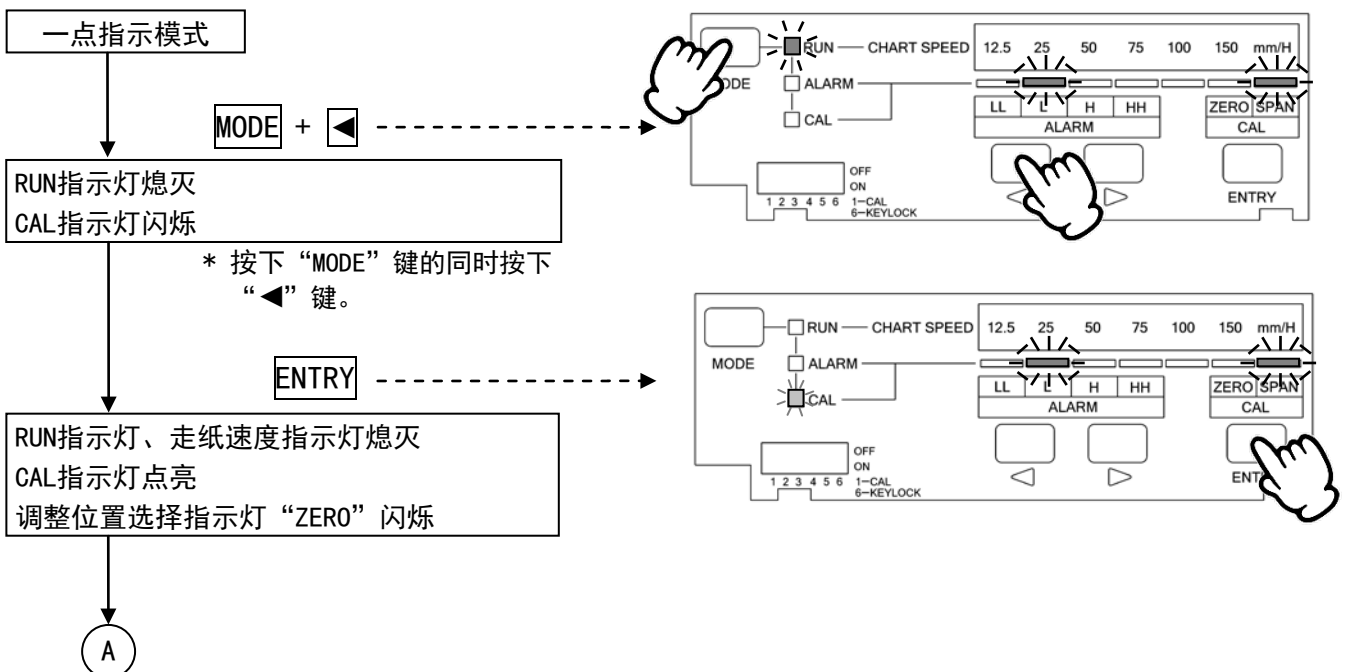 一点指示模式
MODE + ◀
RUN指示灯熄灭
CAL指示灯闪烁
* 按下“MODE”键的同时按下
“◀”键。
ENTRY
RUN指示灯、走纸速度指示灯熄灭
CAL指示灯点亮
调整位置选择指示灯“ZERO”闪烁
A
RUN CHART SPEED 12.5 25 50 75 100 150 mm/H
ALARM
CAL
LL L H HH ZERO SPAN
ALARM CAL
OFF
ON
1 2 3 4 5 6 1-CAL
6-KEYLOCK
◁ ▷ ENTRY
RUN CHART SPEED 12.5 25 50 75 100 150 mm/H
MODE ALARM
CAL
LL L H HH ZERO SPAN
ALARM CAL
OFF
ON
1 2 3 4 5 6 1-CAL
6-KEYLOCK
◁ ▷